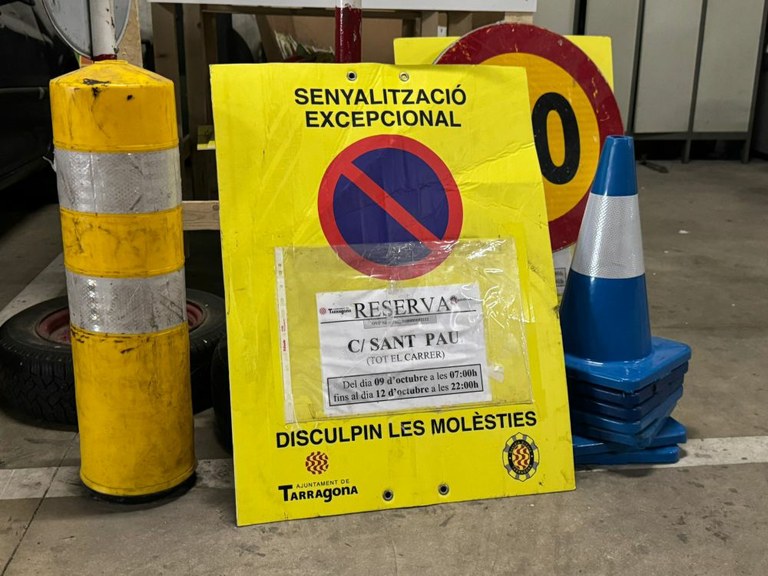 SENYALITZACIÓ
EXCEPCIONAL
0
Tarragona
RESERVA
C/ SANT PAU
(TOT EL CARRER)
Del dia 09 d'octubre a les 07:00h
fins al dia 12 d'octubre a les 22:00h
DISCULPIN LES MOLÈSTIES
AJUNTAMENT DE
TARRAGONA